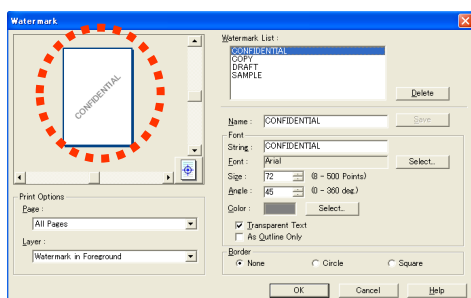 Watermark
CONFIDENTIAL
Print Options
Page :
All Pages
Layer :
Watermark in Foreground
Watermark List :
CONFIDENTIAL
COPY
DRAFT
SAMPLE
Delete
Name : CONFIDENTIAL Save
Font
String : CONFIDENTIAL
Font : Arial Select...
Size : 72 (8 - 500 Points)
Angle : 45 (0 - 360 deg.)
Color : Select...
Transparent Text
As Outline Only
Border
None Circle Square
OK Cancel Help